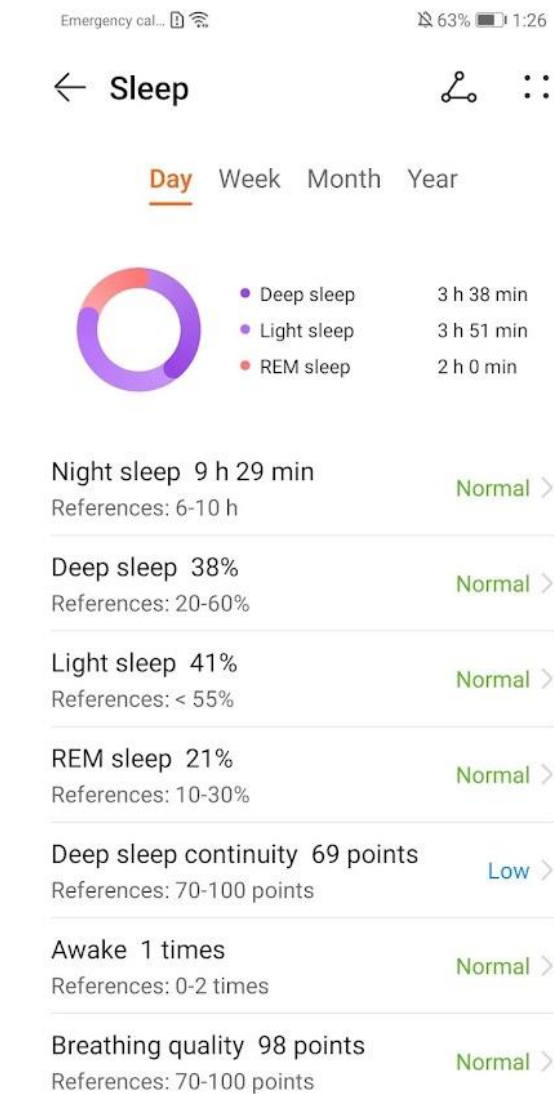 Emergency cal... 63% 1:26
Sleep
Day Week Month Year
Deep sleep 3 h 38 min
Light sleep 3 h 51 min
REM sleep 2 h 0 min
Night sleep 9 h 29 min
Normal
References: 6-10 h
Deep sleep 38%
Normal
References: 20-60%
Light sleep 41%
Normal
References: < 55%
REM sleep 21%
Normal
References: 10-30%
Deep sleep continuity 69 points
Low
References: 70-100 points
Awake 1 times
Normal
References: 0-2 times
Breathing quality 98 points
Normal
References: 70-100 points